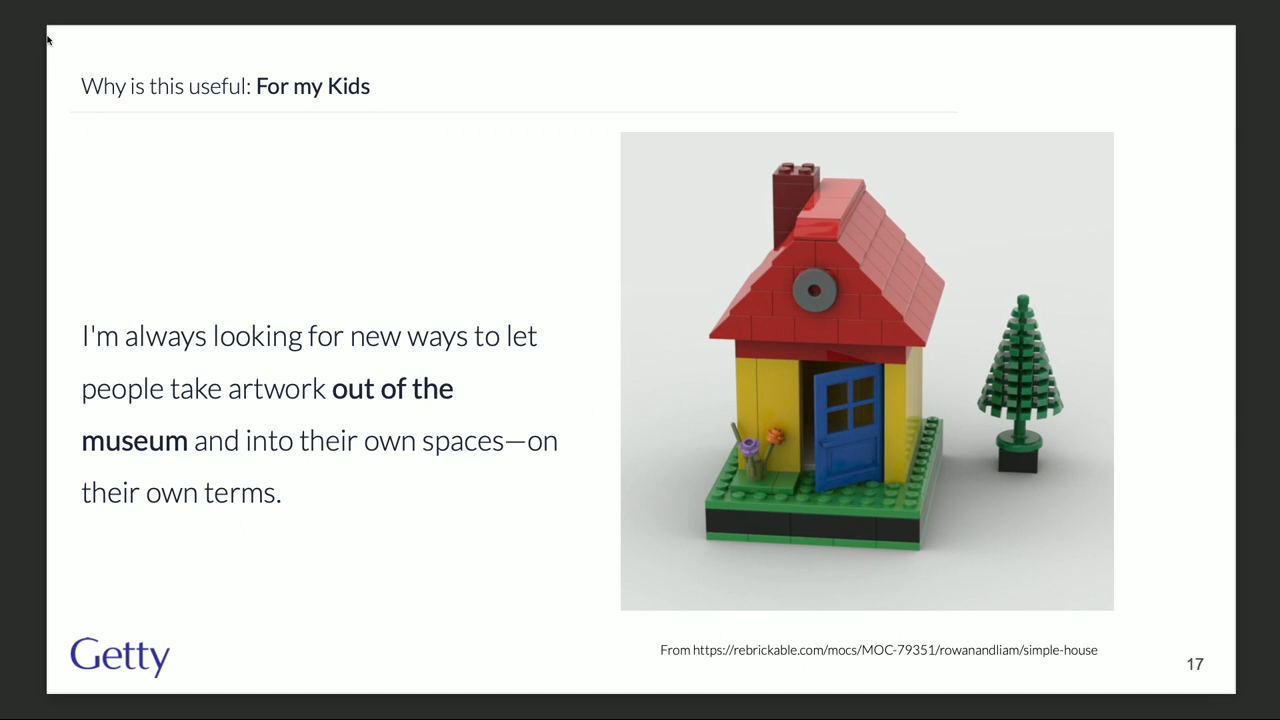 Why is this useful: For my Kids
I'm always looking for new ways to let
people take artwork out of the
museum and into their own spaces—on
their own terms.
Getty
From https://rebrickable.com/mocs/MOC-79351/rowanandliam/simple-house
17